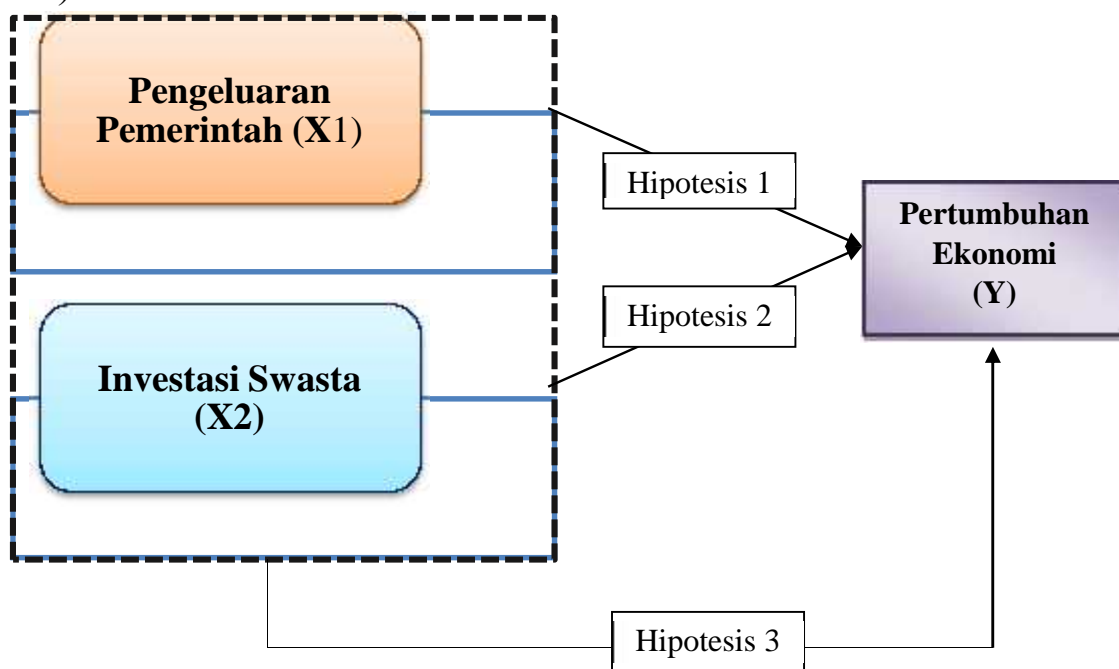 )
Pengeluaran
Pemerintah (X1)
Hipotesis 1
Pertumbuhan
Ekonomi
(Y)
Hipotesis 2
Investasi Swasta
(X2)
Hipotesis 3